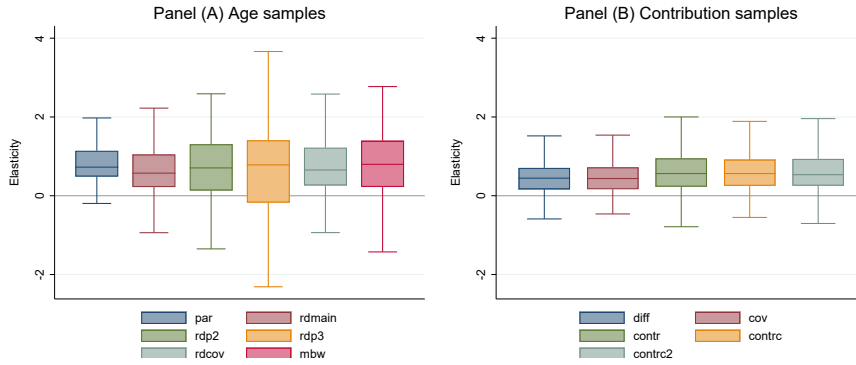 Panel (A) Age samples
Elasticity
4
2
0
-2
par
rdmain
rdp2
rdp3
rdcov
mbw
Panel (B) Contribution samples
Elasticity
4
2
0
-2
diff
cov
contr
contrc
contrc2